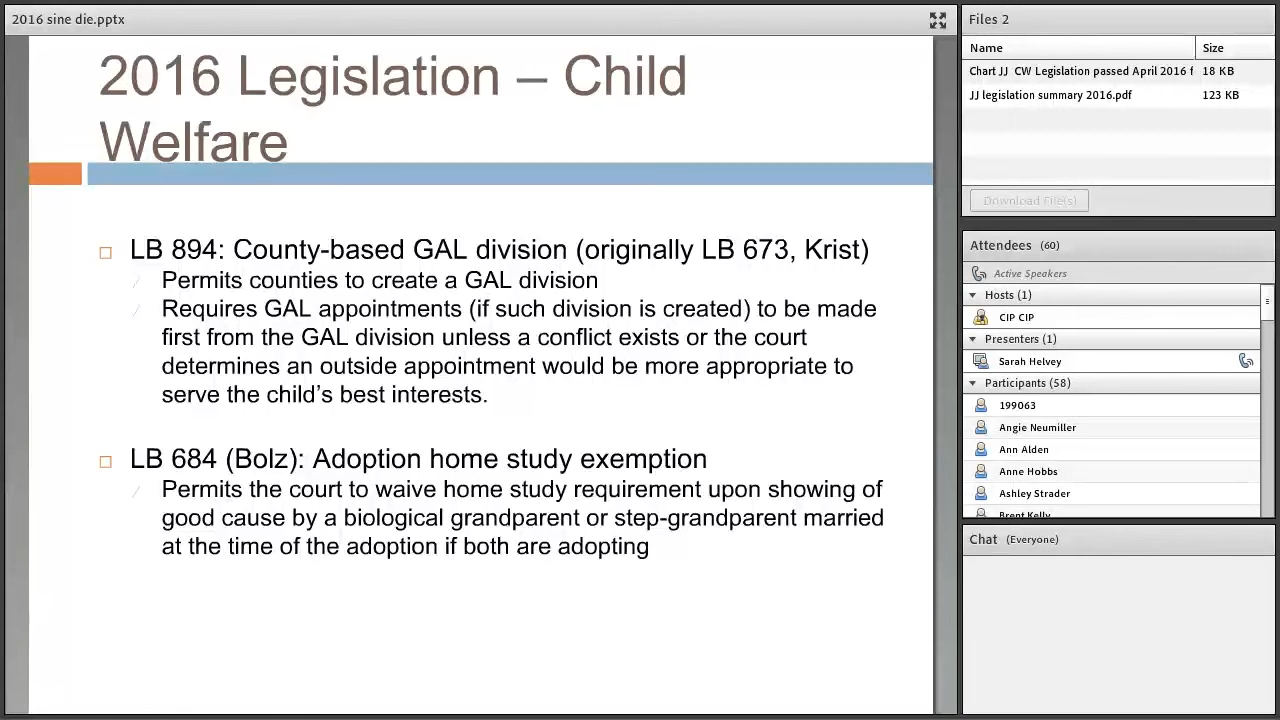 2016 sine die.pptx
2016 Legislation – Child
Welfare
LB 894: County-based GAL division (originally LB 673, Krist)
Permits counties to create a GAL division
Requires GAL appointments (if such division is created) to be made
first from the GAL division unless a conflict exists or the court
determines an outside appointment would be more appropriate to
serve the child’s best interests.
LB 684 (Bolz): Adoption home study exemption
Permits the court to waive home study requirement upon showing of
good cause by a biological grandparent or step-grandparent married
at the time of the adoption if both are adopting
Files 2
Name Size
Chart JJ CW Legislation passed April 2016 f 18 KB
JJ legislation summary 2016.pdf 123 KB
Download File(s)
Attendees (60)
Active Speakers
Hosts (1)
CIP CIP
Presenters (1)
Sarah Helvey
Participants (58)
199063
Angie Neumiller
Ann Alden
Anne Hobbs
Ashley Strader
Brent Kelly
Chat (Everyone)